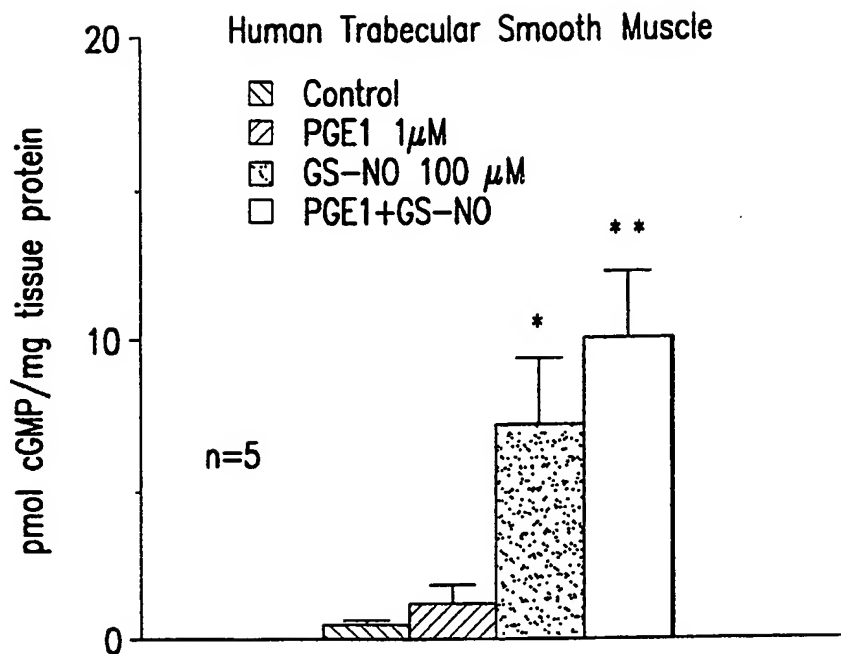 Human Trabecular Smooth Muscle
Control
PGE1 1μM
GS-NO 100 μM
PGE1+GS-NO
pmol cGMP/mg tissue protein
20
10
0
n=5
*
**